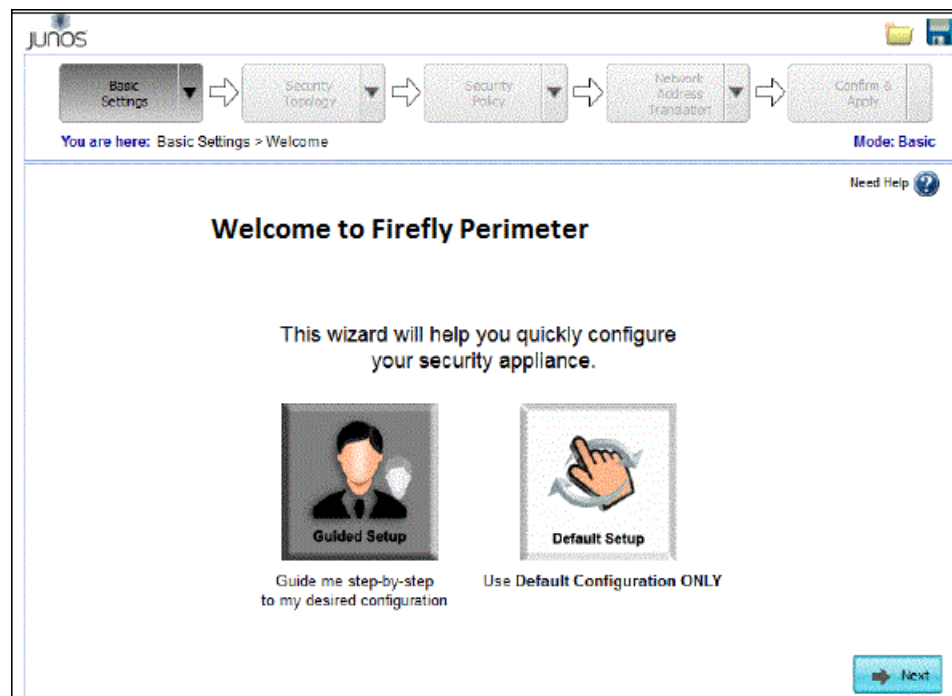 JUNOS
Basic
Settings
Security
Topology
Security
Policy
Network
Address
Translation
Confirm &
Apply
You are here: Basic Settings > Welcome
Mode: Basic
Need Help
Welcome to Firefly Perimeter
This wizard will help you quickly configure
your security appliance.
Guided Setup
Default Setup
Guide me step-by-step
to my desired configuration
Use Default Configuration ONLY
Next